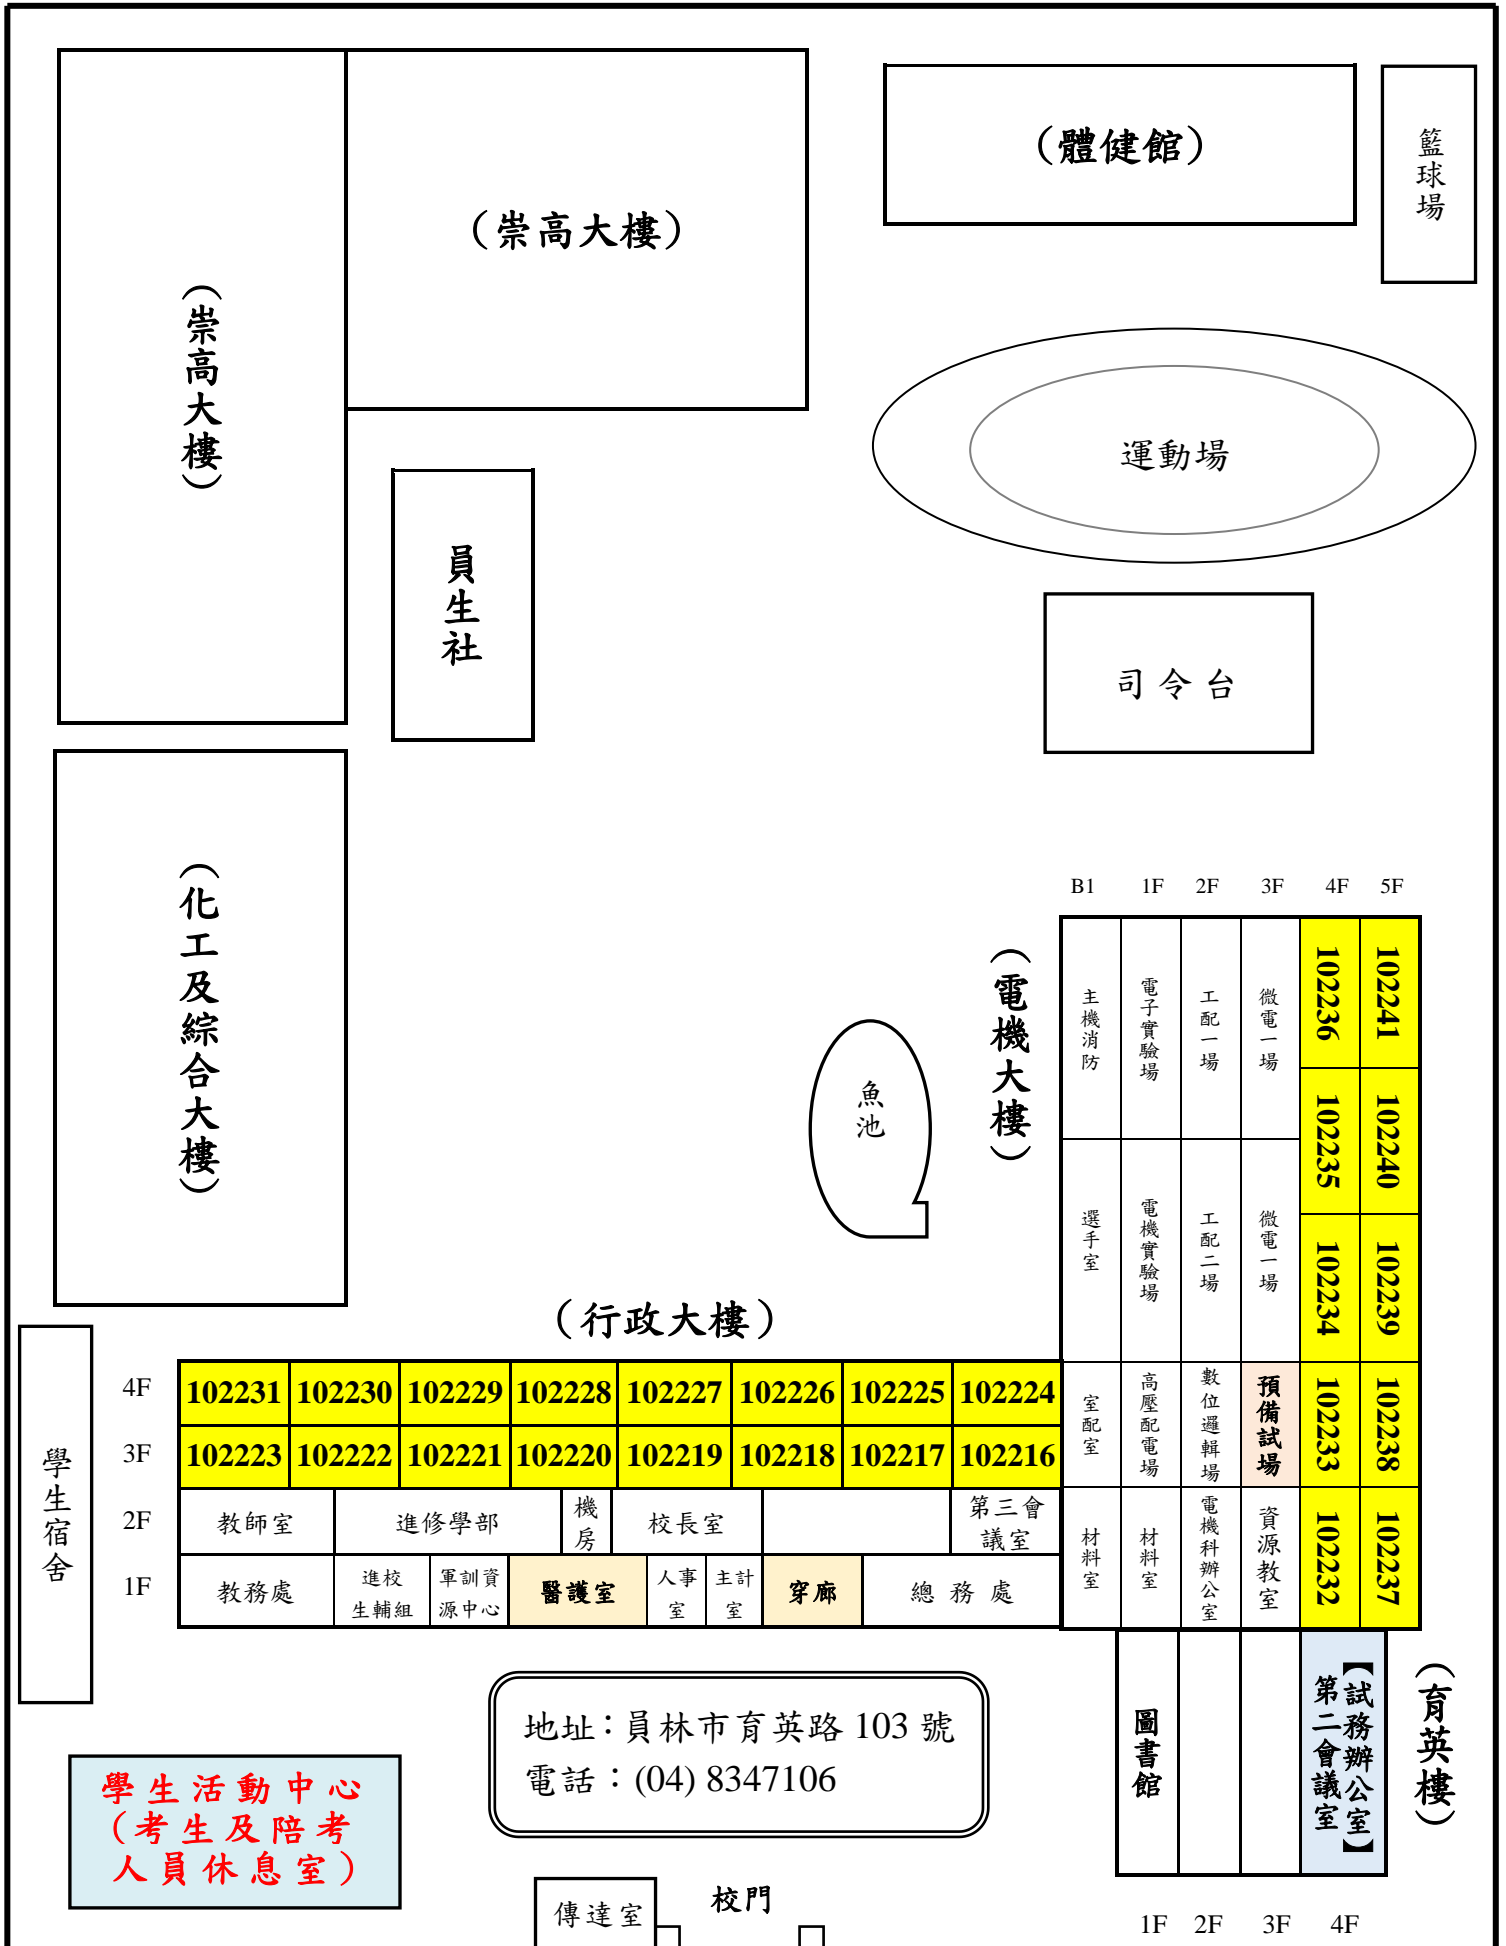 (體健館)
籃球場
(崇高大樓)
(崇高大樓)
運動場
員生社
司令台
(化工及綜合大樓)
B1 1F 2F 3F 4F 5F
(電機大樓)
主機消防 電子實驗場 工配一場 微電一場 102236 102241
102235 102240
選手室 電機實驗場 工配二場 微電一場 102234 102239
室配室 高壓配電場 數位邏輯場 預備試場 102233 102238
材料室 材料室 電機科辦公室 資源教室 102232 102237
魚池
(行政大樓)
4F 102231 102230 102229 102228 102227 102226 102225 102224
3F 102223 102222 102221 102220 102219 102218 102217 102216
2F 教師室 進修學部 機房 校長室 第三會議室
1F 教務處 進校生輔組 軍訓資源中心 醫護室 人事室 主計室 穿廊 總務處
學生宿舍
圖書館
【試務辦公室】
第二會議室
(育英樓)
1F 2F 3F 4F
地址:員林市育英路 103 號
電話:(04) 8347106
學生活動中心
(考生及陪考
人員休息室)
傳達室
校門